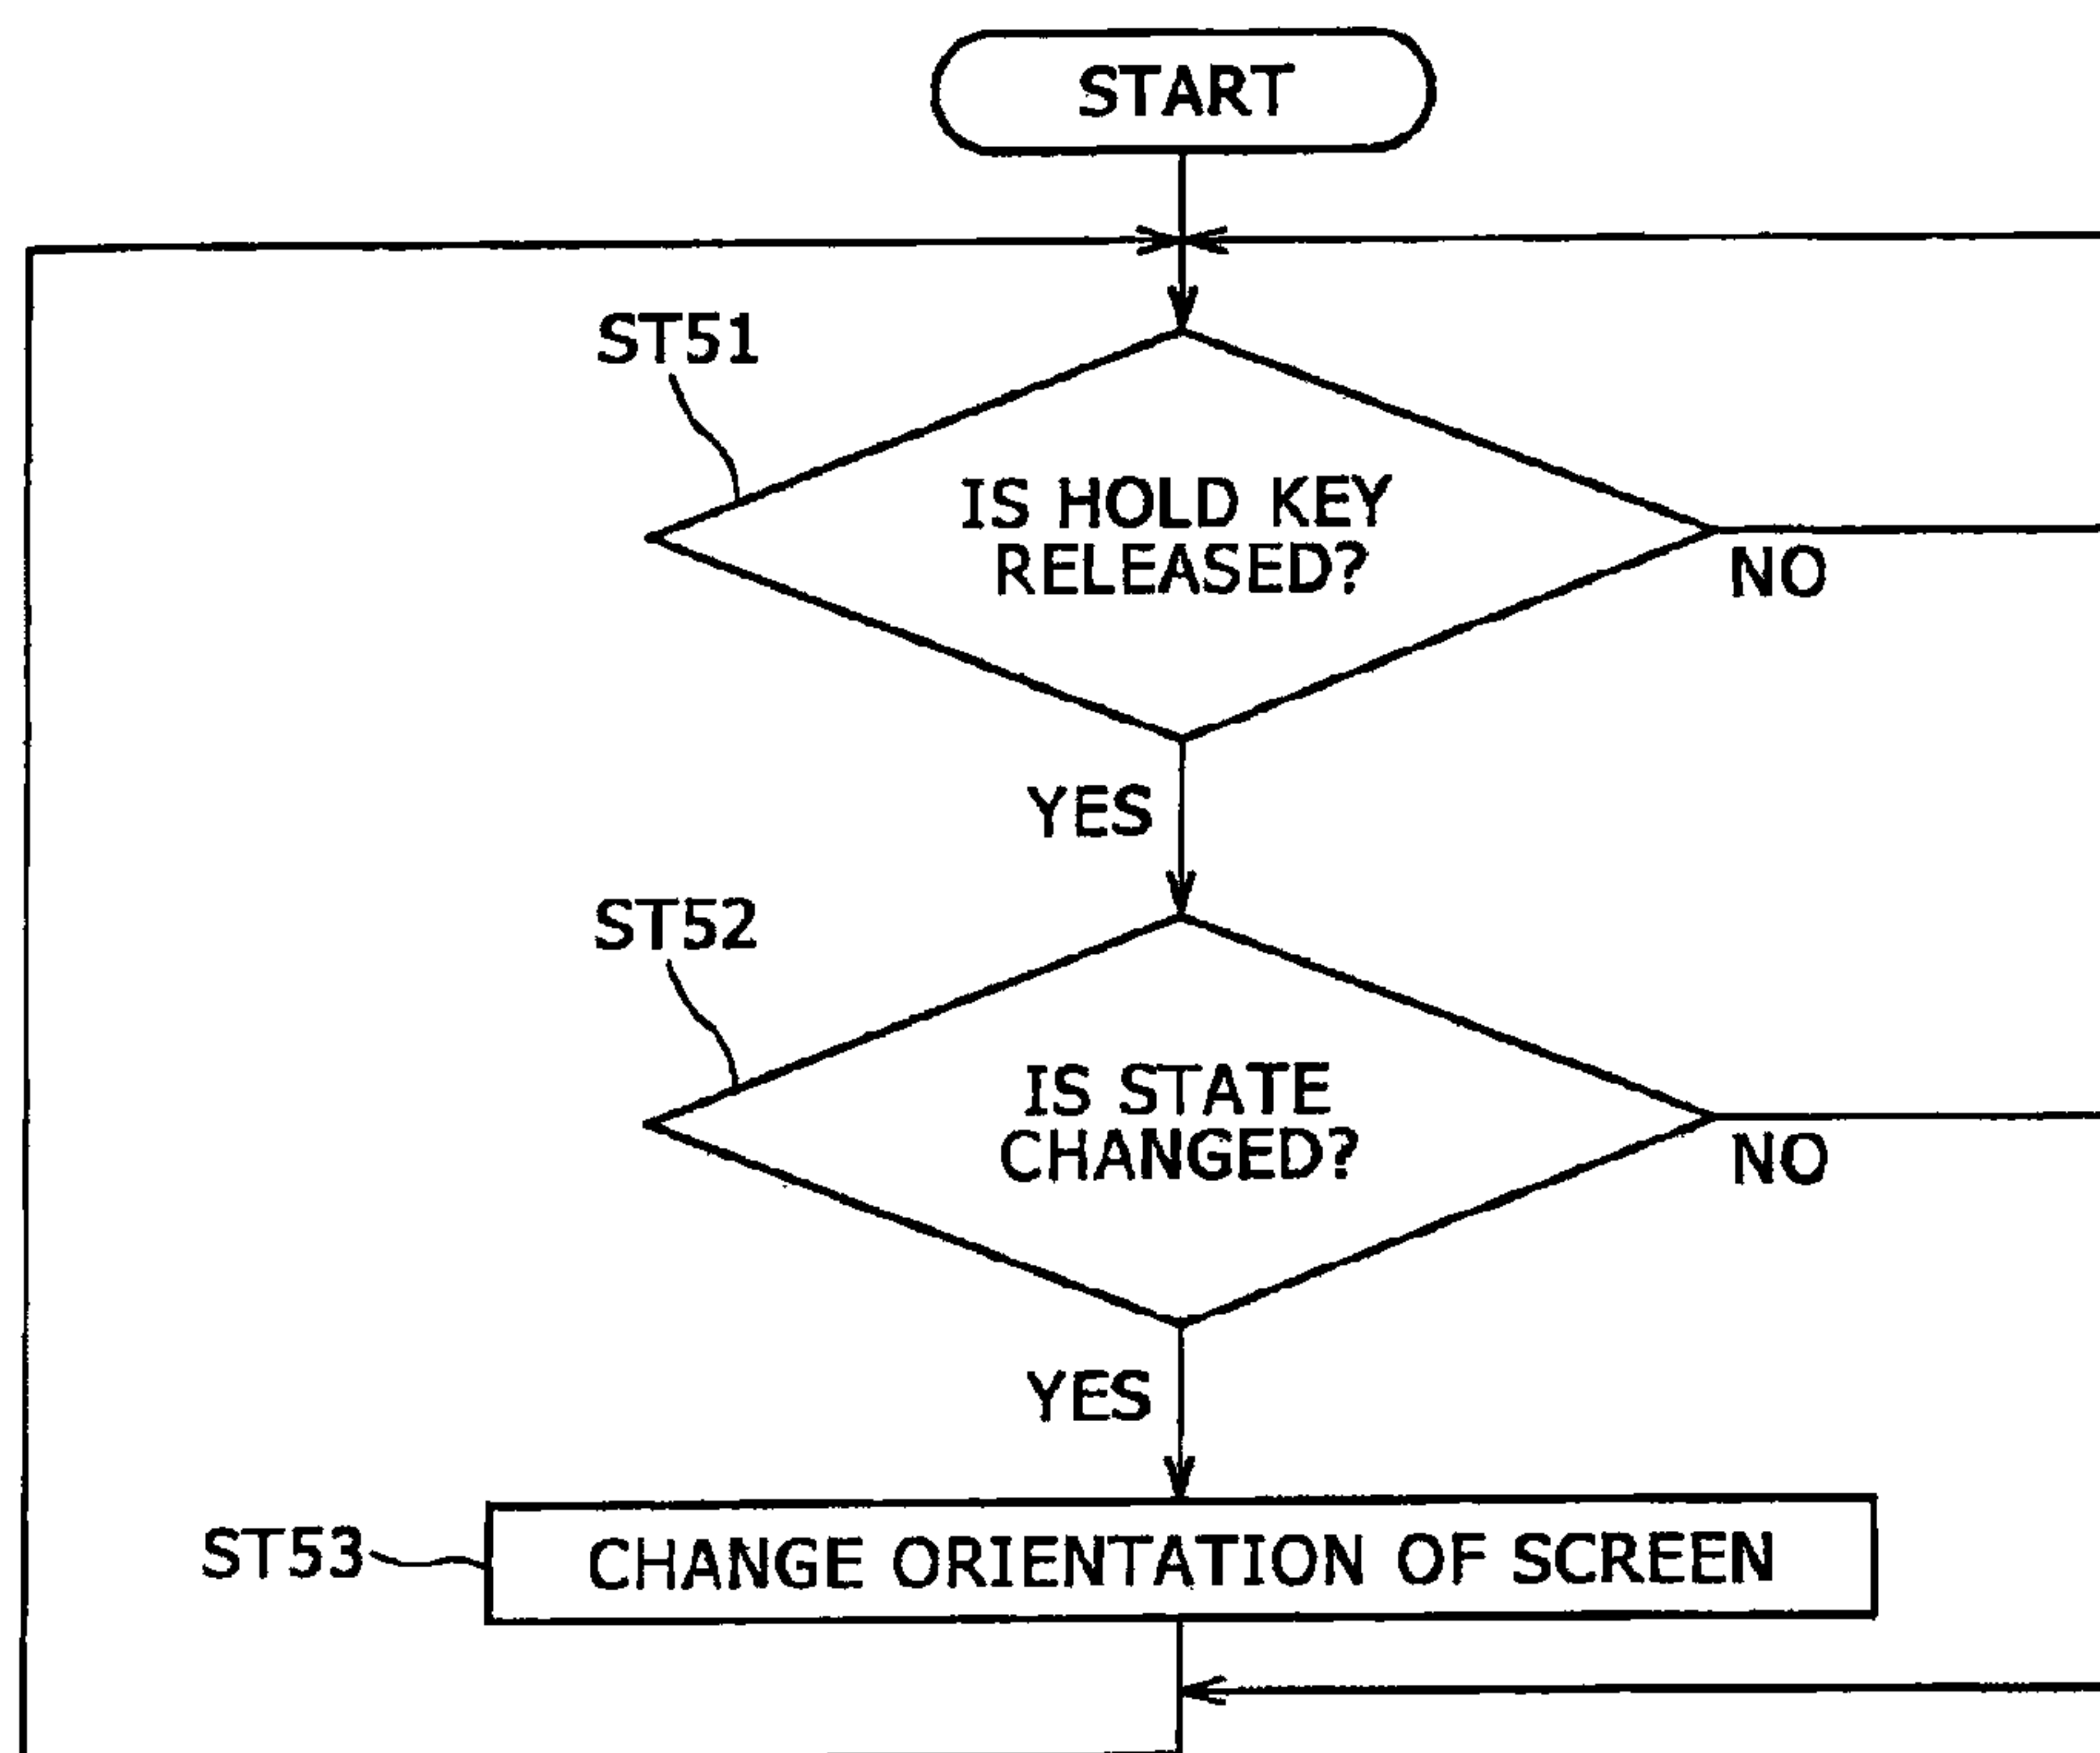 START
ST51
IS HOLD KEY
RELEASED?
NO
YES
ST52
IS STATE
CHANGED?
NO
YES
ST53
CHANGE ORIENTATION OF SCREEN